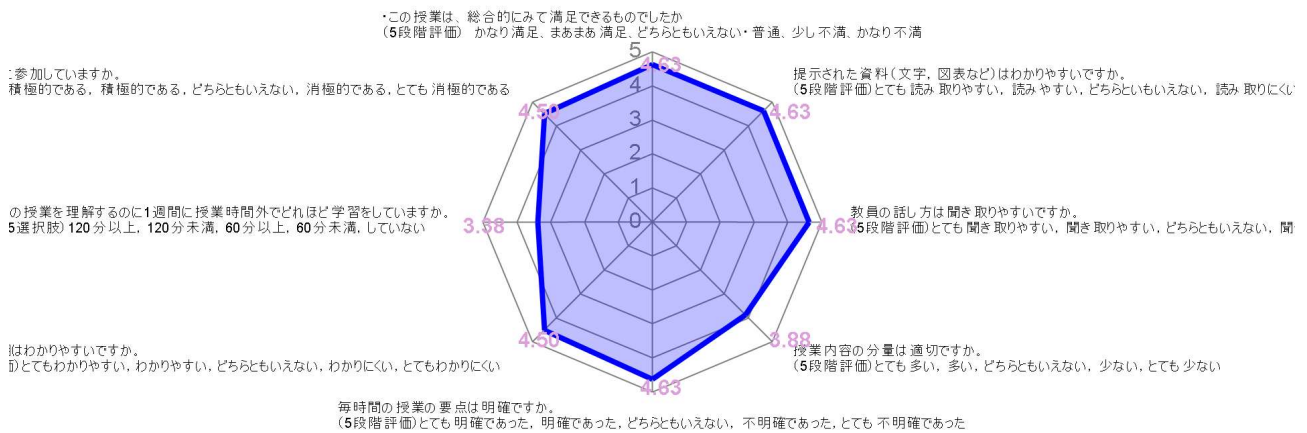 ・この授業は、総合的にみて満足できるものでしたか
(5段階評価) かなり満足、まあまあ満足、どちらともいえない・普通、少し不満、かなり不満
5
4.63
に参加していますか。
積極的である, 積極的である, どちらともいえない, 消極的である, とても消極的である
提示された資料(文字, 図表など)はわかりやすいですか。
(5段階評価)とても読み取りやすい, 読みやすい, どちらといもいえない, 読み取りにくい
4
4.50
4.63
3
2
1
の授業を理解するのに1週間に授業時間外でどれほど学習をしていますか。
5選択肢) 120分以上, 120分未満, 60分以上, 60分未満, していない
3.38
0
教員の話し方は聞き取りやすいですか。
4.63
(5段階評価)とても聞き取りやすい, 聞き取りやすい, どちらともいえない, 聞
4.50
3.88
はわかりやすいですか。
)とてもわかりやすい, わかりやすい, どちらともいえない, わかりにくい, とてもわかりにくい
授業内容の分量は適切ですか。
(5段階評価)とても多い, 多い, どちらともいえない, 少ない, とても少ない
4.63
毎時間の授業の要点は明確ですか。
(5段階評価)とても明確であった, 明確であった, どちらともいえない, 不明確であった, とても不明確であった